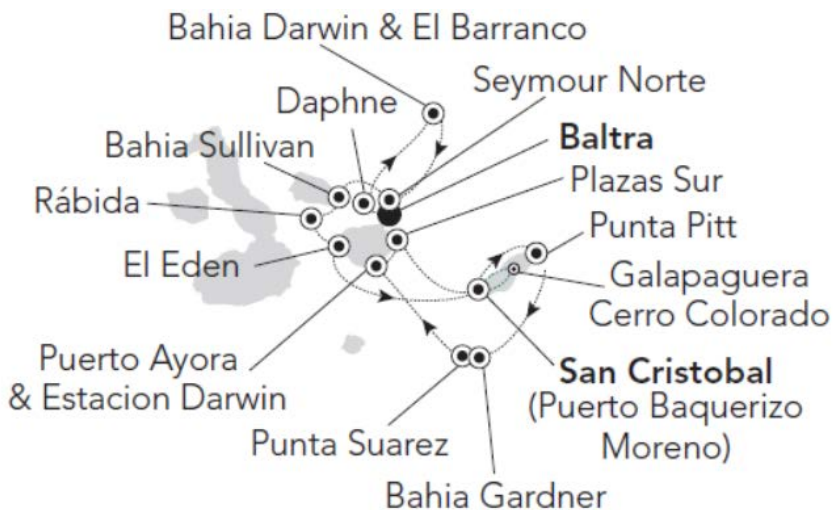 Bahia Darwin & El Barranco
Seymour Norte
Daphne
Baltra
Bahia Sullivan
Plazas Sur
Rábida
Punta Pitt
El Eden
Galapaguera
Cerro Colorado
Puerto Ayora
& Estacion Darwin
San Cristobal
(Puerto Baquerizo
Moreno)
Punta Suarez
Bahia Gardner